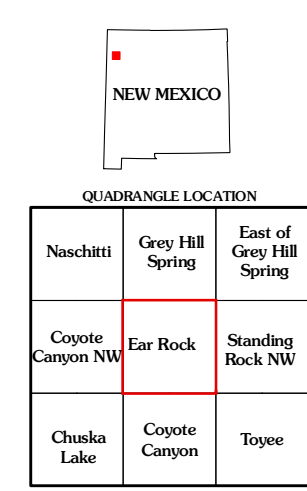 NEW MEXICO
QUADRANGLE LOCATION
Naschitti
Grey Hill
Spring
East of
Grey Hill
Spring
Coyote
Canyon NW
Ear Rock
Standing
Rock NW
Chuska
Lake
Coyote
Canyon
Toyee